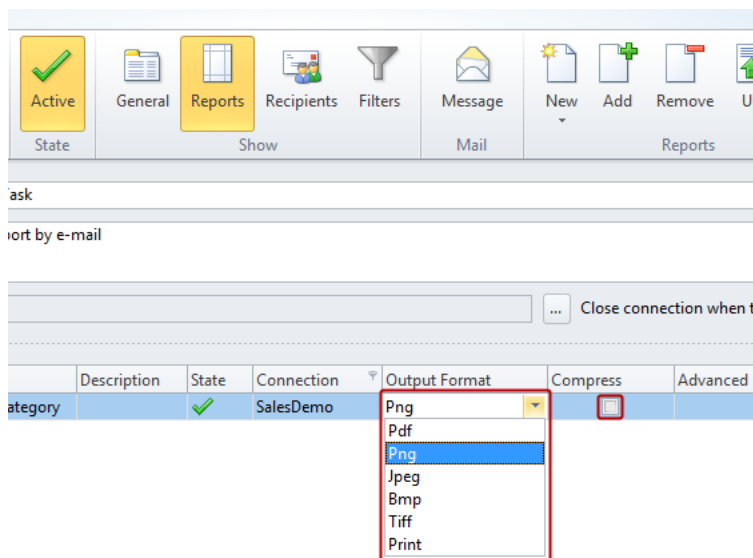 Active General Reports Recipients Filters Message New Add Remove U
State Show Mail Reports
Task
port by e-mail
... Close connection when t
Description State Connection Output Format Compress Advanced
ategory SalesDemo Png
Pdf
Png
Jpeg
Bmp
Tiff
Print